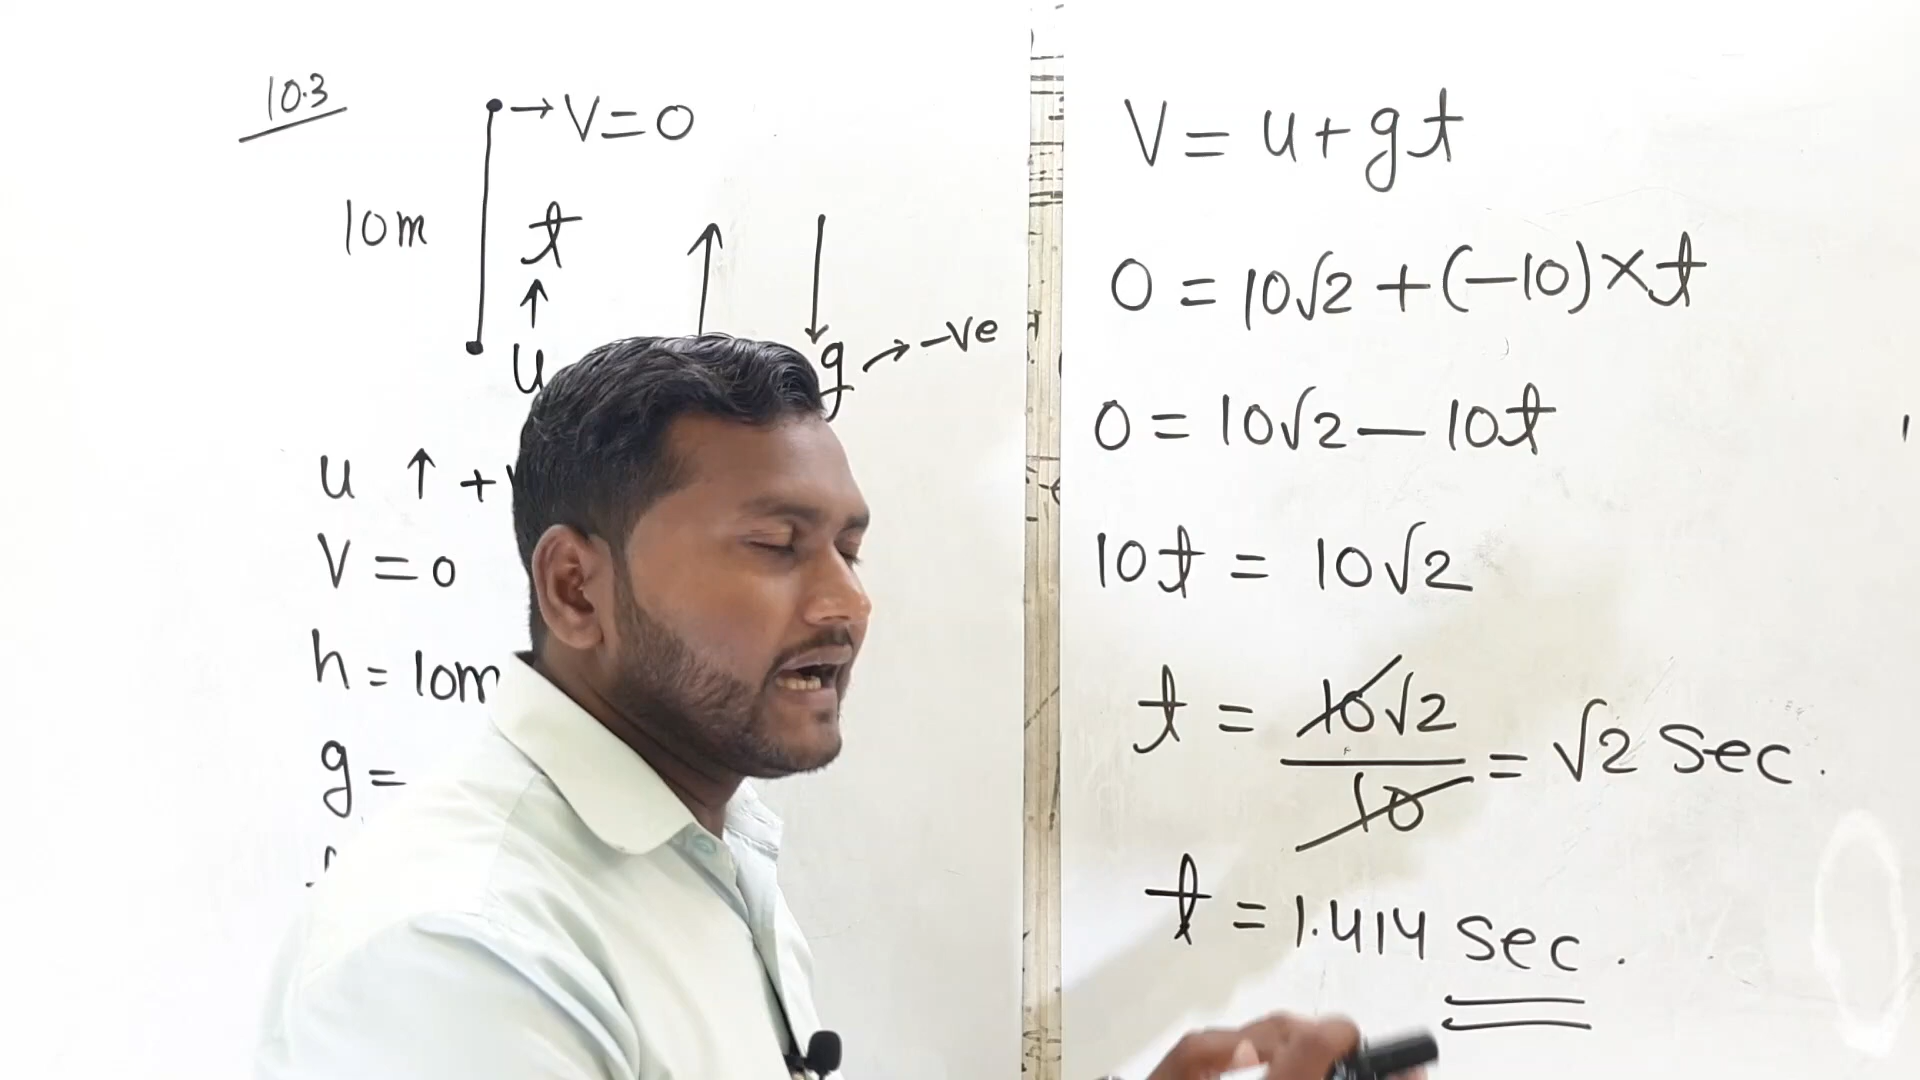 10.3
→ V = 0
10m
t
↑
u
g → -ve
u ↑ +
V = 0
h = 10m
g =
V = u + gt
0 = 10√2 + (-10) × t
0 = 10√2 — 10t
10t = 10√2
t = 10√2 / 10 = √2 Sec.
t = 1.414 Sec.